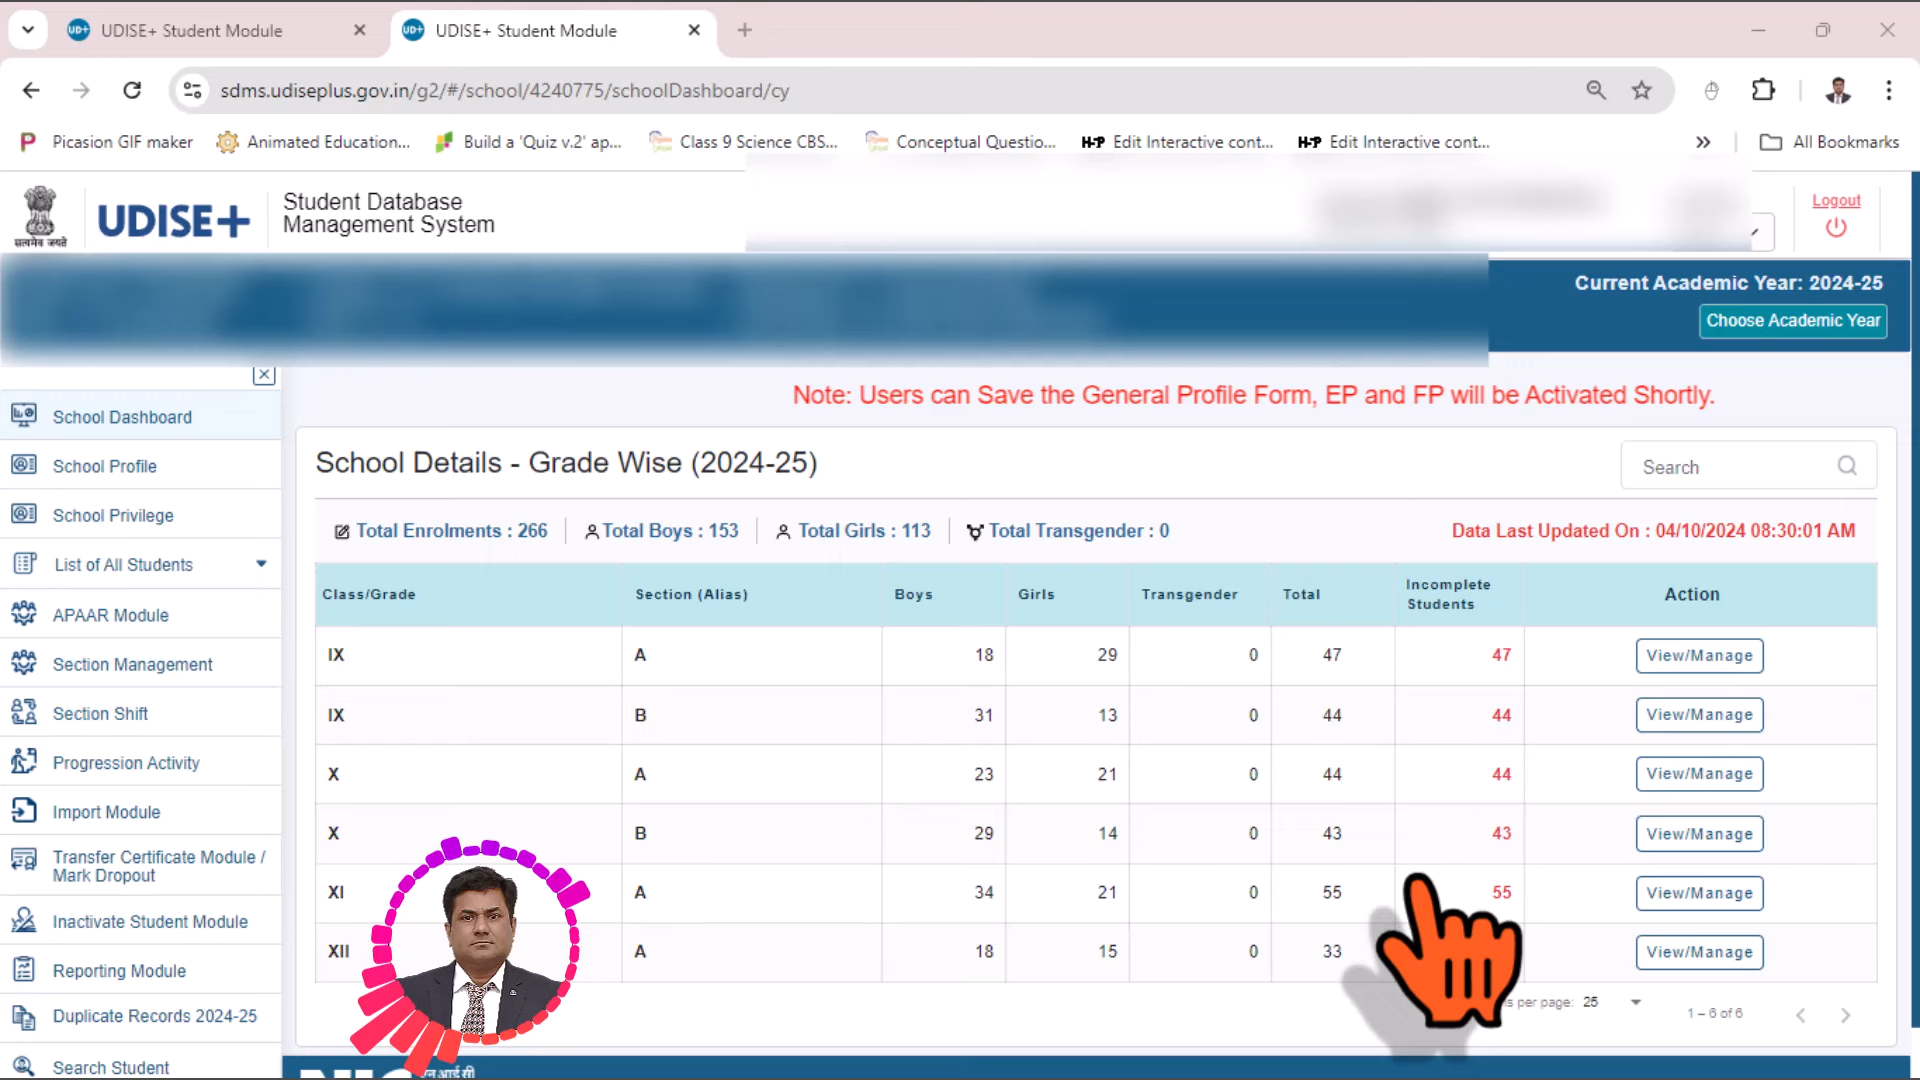 UDISE+ Student Module
UDISE+ Student Module
sdms.udiseplus.gov.in/g2/#/school/4240775/schoolDashboard/cy
Picasion GIF maker
Animated Education...
Build a 'Quiz v.2' ap...
Class 9 Science CBS...
Conceptual Questio...
H-P Edit Interactive cont...
H-P Edit Interactive cont...
All Bookmarks
सत्यमेव जयते
UDISE+
Student Database
Management System
Logout
Current Academic Year: 2024-25
Choose Academic Year
Note: Users can Save the General Profile Form, EP and FP will be Activated Shortly.
School Dashboard
School Profile
School Privilege
List of All Students
APAAR Module
Section Management
Section Shift
Progression Activity
Import Module
Transfer Certificate Module /
Mark Dropout
Inactivate Student Module
Reporting Module
Duplicate Records 2024-25
Search Student
School Details - Grade Wise (2024-25)
Search
Total Enrolments : 266 Total Boys : 153 Total Girls : 113 Total Transgender : 0 Data Last Updated On : 04/10/2024 08:30:01 AM
Class/Grade Section (Alias) Boys Girls Transgender Total Incomplete Students Action
IX A 18 29 0 47 47 View/Manage
IX B 31 13 0 44 44 View/Manage
X A 23 21 0 44 44 View/Manage
X B 29 14 0 43 43 View/Manage
XI A 34 21 0 55 55 View/Manage
XII A 18 15 0 33 View/Manage
s per page: 25 1 – 6 of 6
एन आई सी